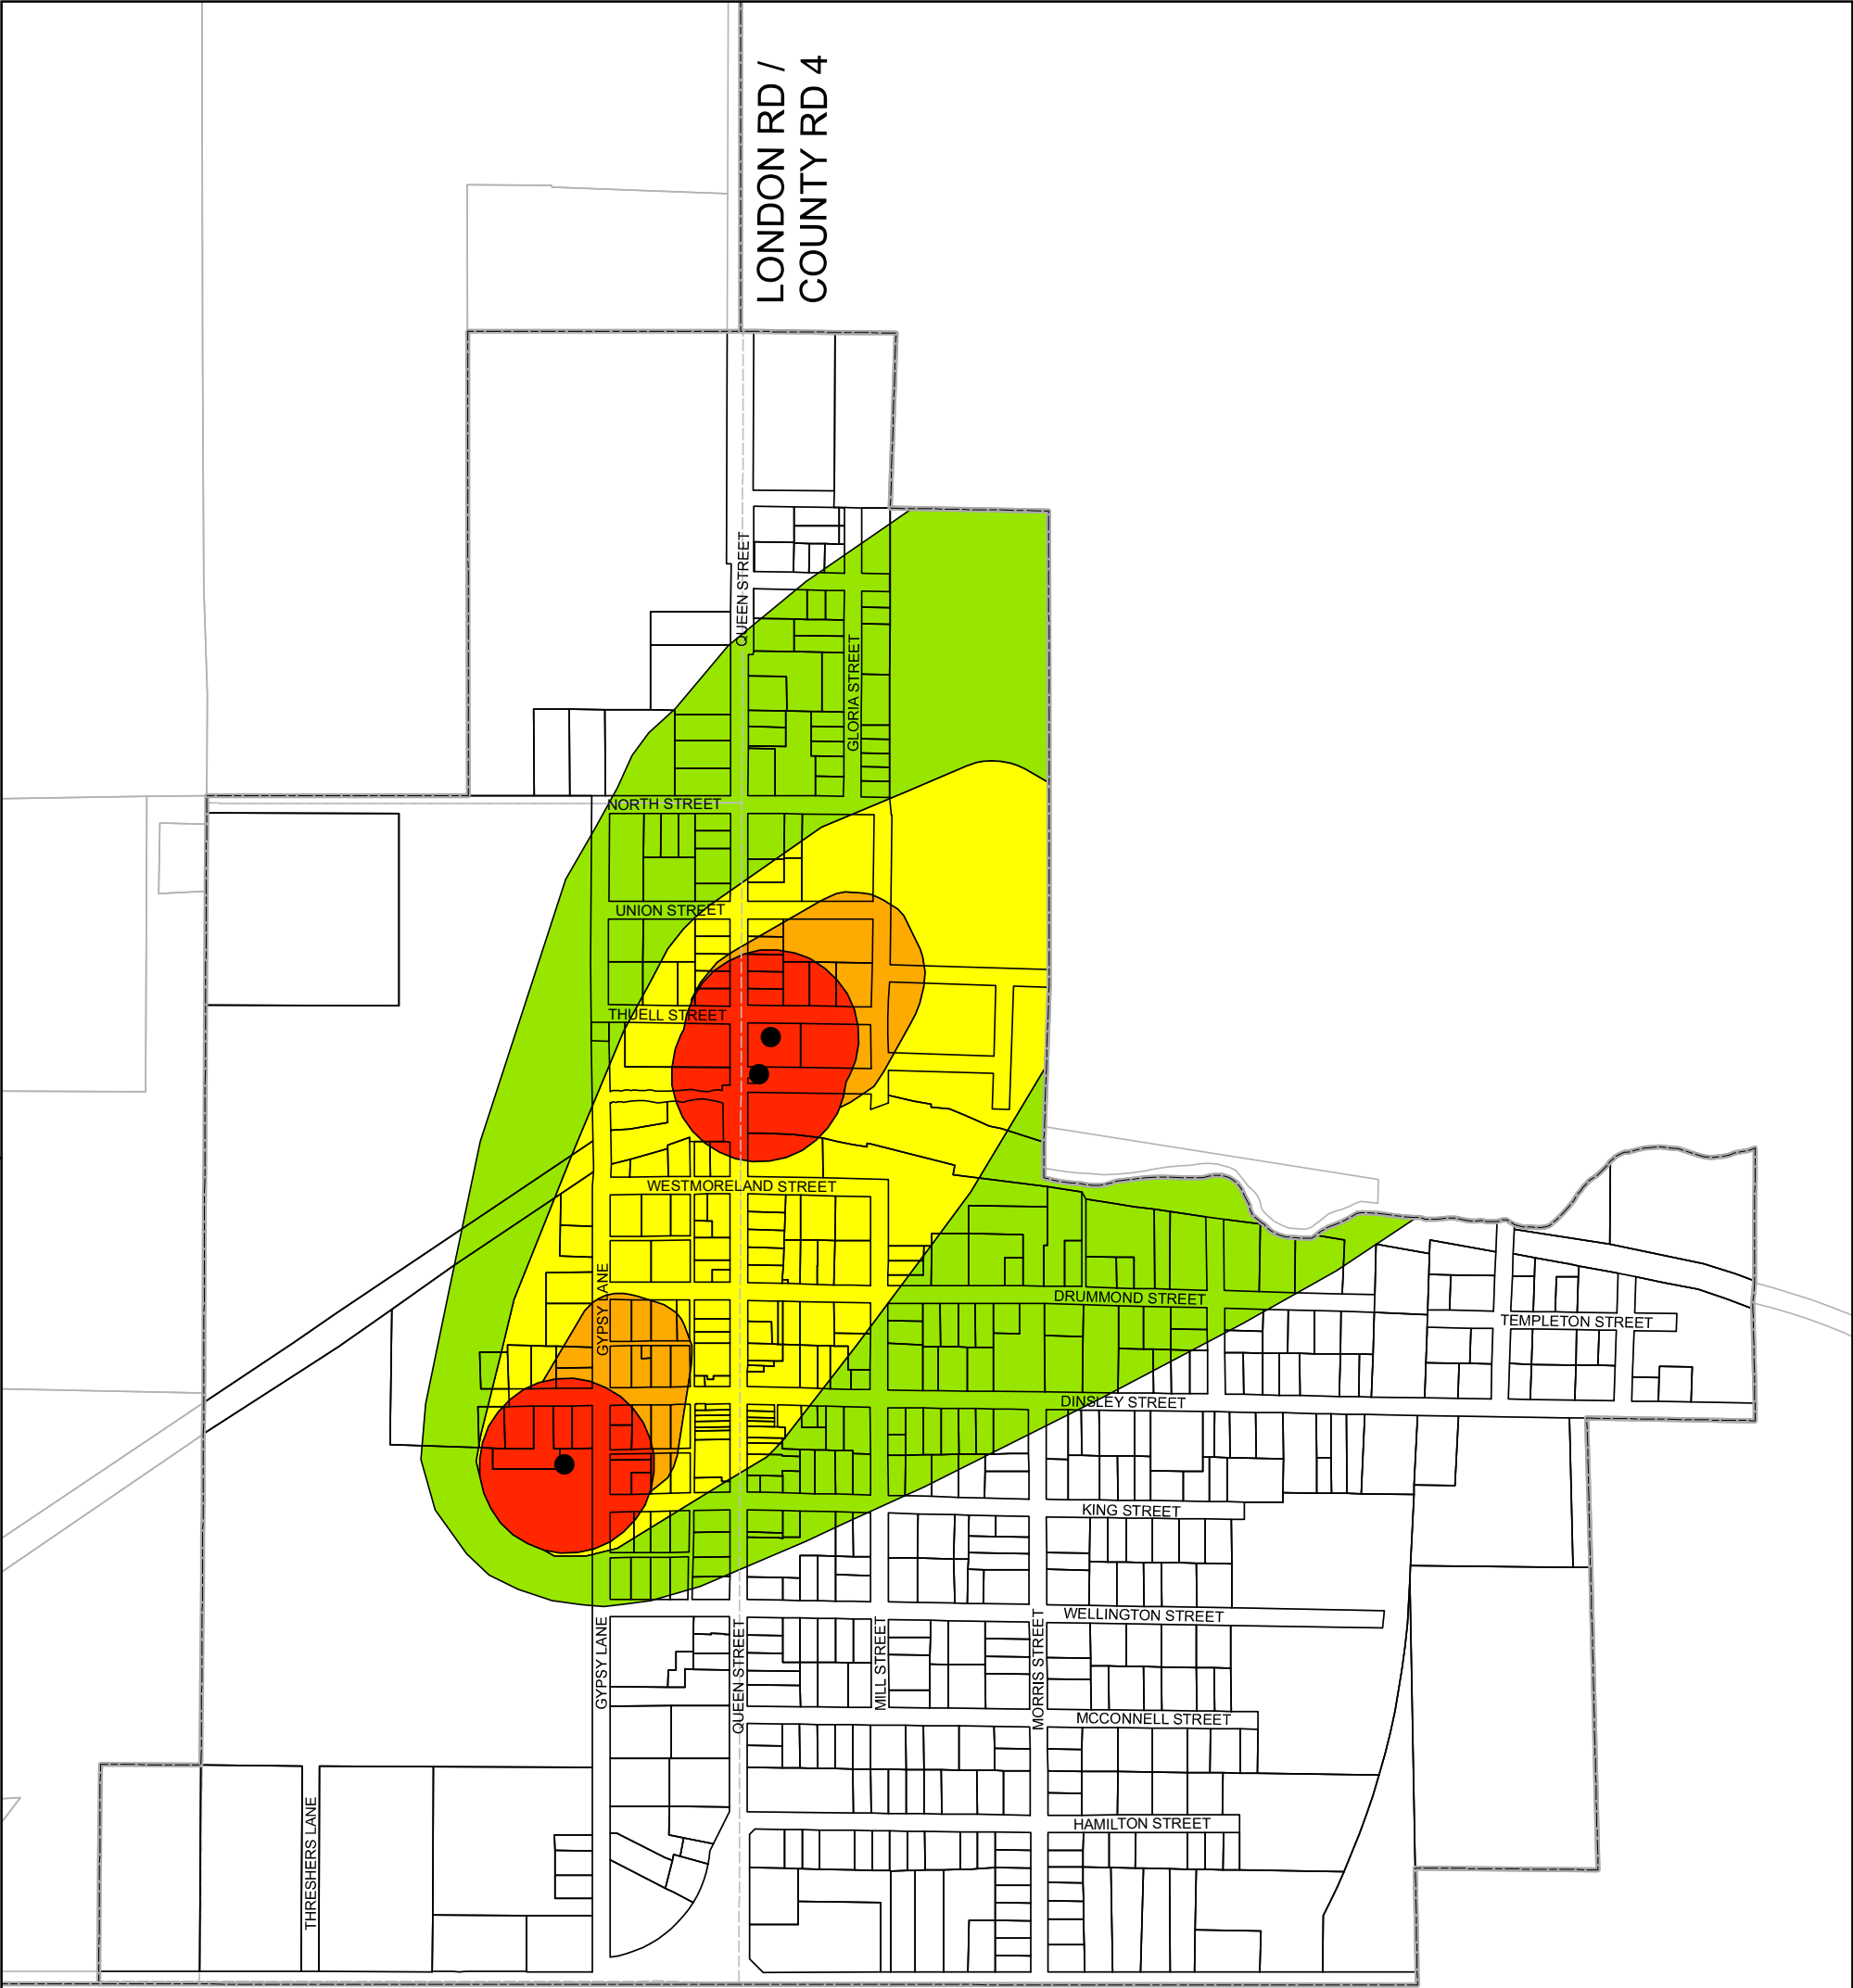 LONDON RD /
COUNTY RD 4
QUEEN STREET
GLORIA STREET
NORTH STREET
UNION STREET
THUELL STREET
WESTMORELAND STREET
GYPSY LANE
DRUMMOND STREET
TEMPLETON STREET
DINSLEY STREET
KING STREET
WELLINGTON STREET
GYPSY LANE
QUEEN STREET
MILL STREET
MORRIS STREET
MCCONNELL STREET
THRESHERS LANE
HAMILTON STREET